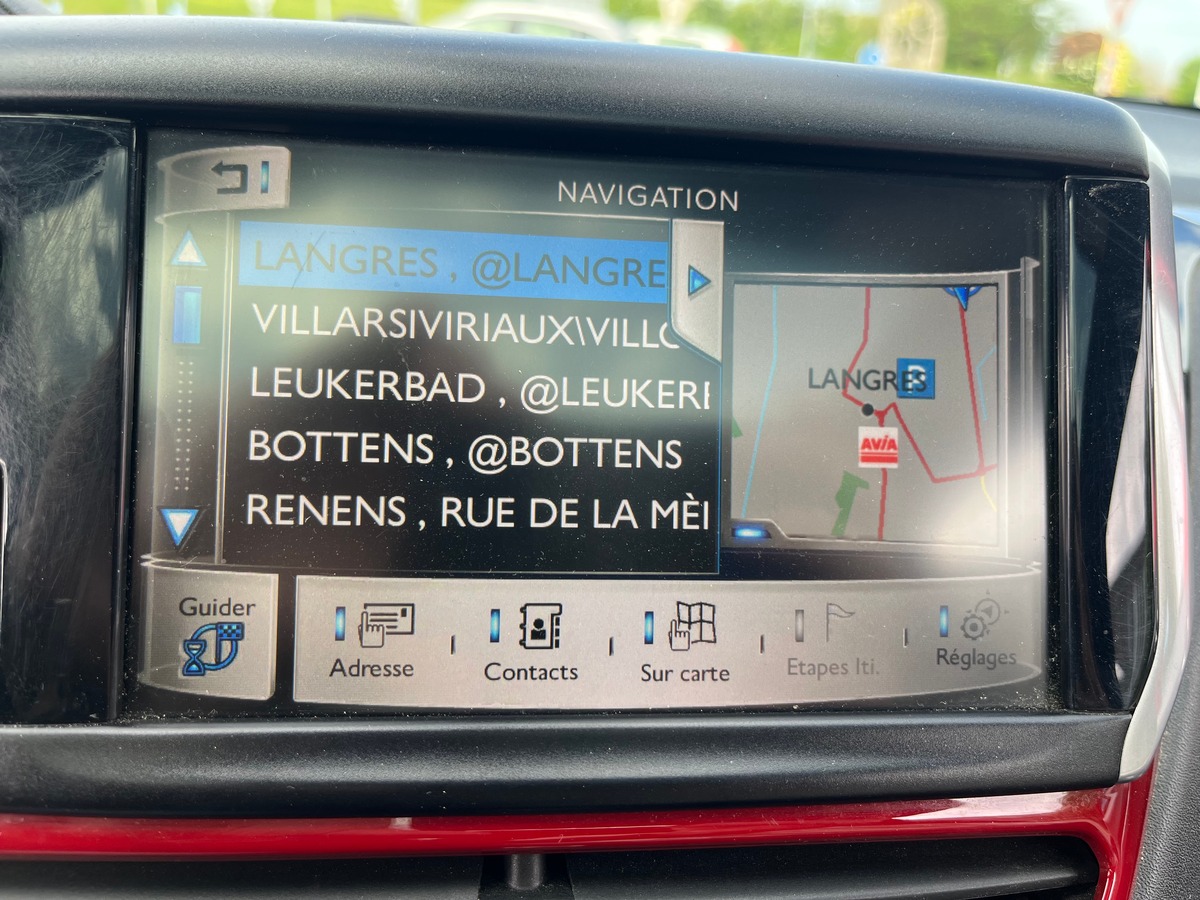 NAVIGATION
LANGRES , @LANGRE
VILLARSIVIRIAUX\VILLO
LEUKERBAD , @LEUKER
BOTTENS , @BOTTENS
RENENS , RUE DE LA MÈ
LANGRES
P
AVIA
Guider
Adresse
Contacts
Sur carte
Etapes Iti.
Réglages